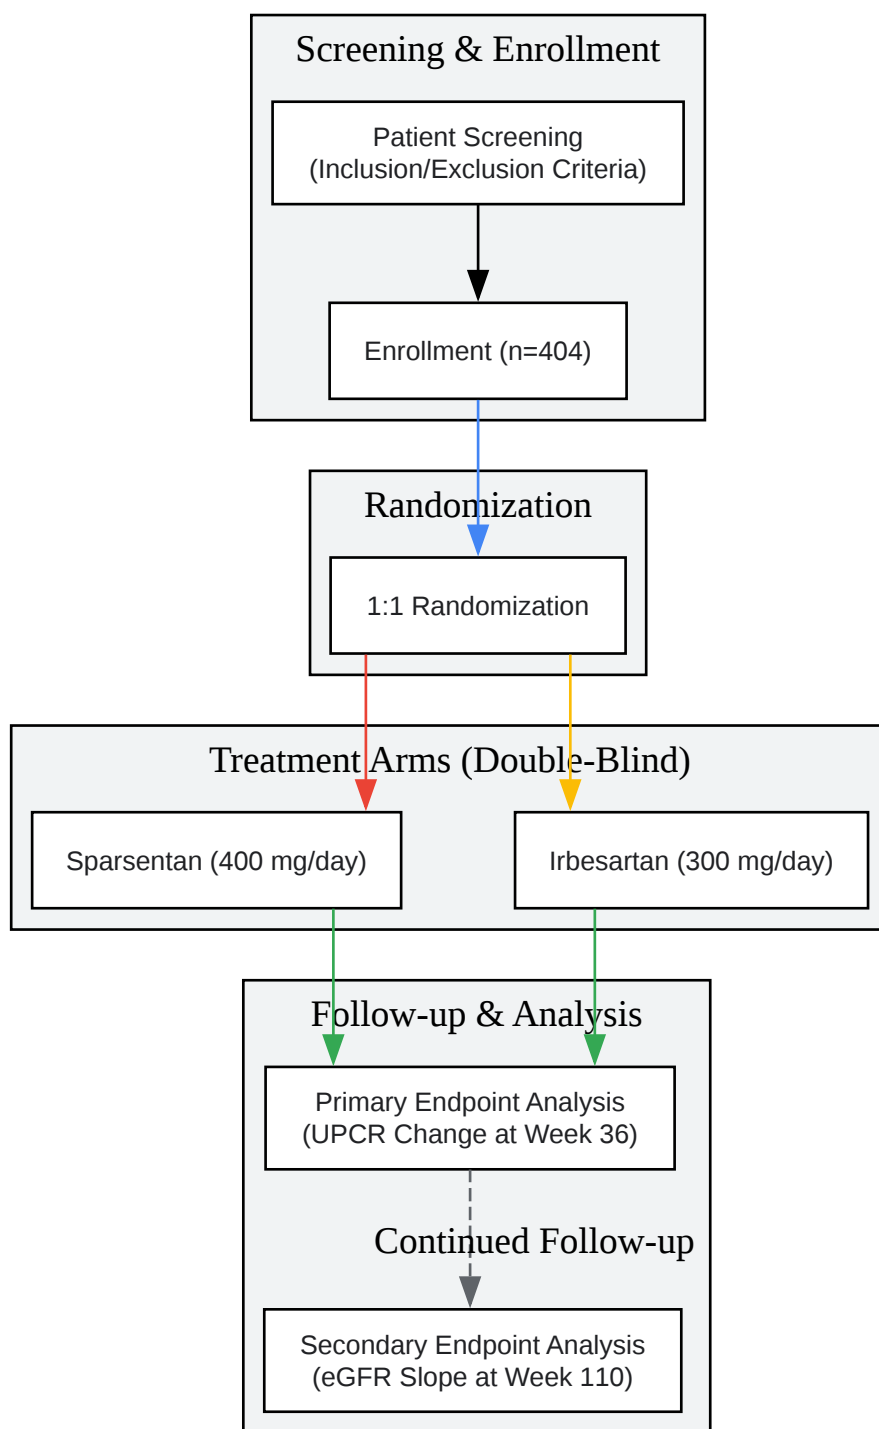 Screening & Enrollment
Patient Screening
(Inclusion/Exclusion Criteria)
Enrollment (n=404)
Randomization
1:1 Randomization
Treatment Arms (Double-Blind)
Sparsentan (400 mg/day)
Irbesartan (300 mg/day)
Follow-up & Analysis
Primary Endpoint Analysis
(UPCR Change at Week 36)
Continued Follow-up
Secondary Endpoint Analysis
(eGFR Slope at Week 110)